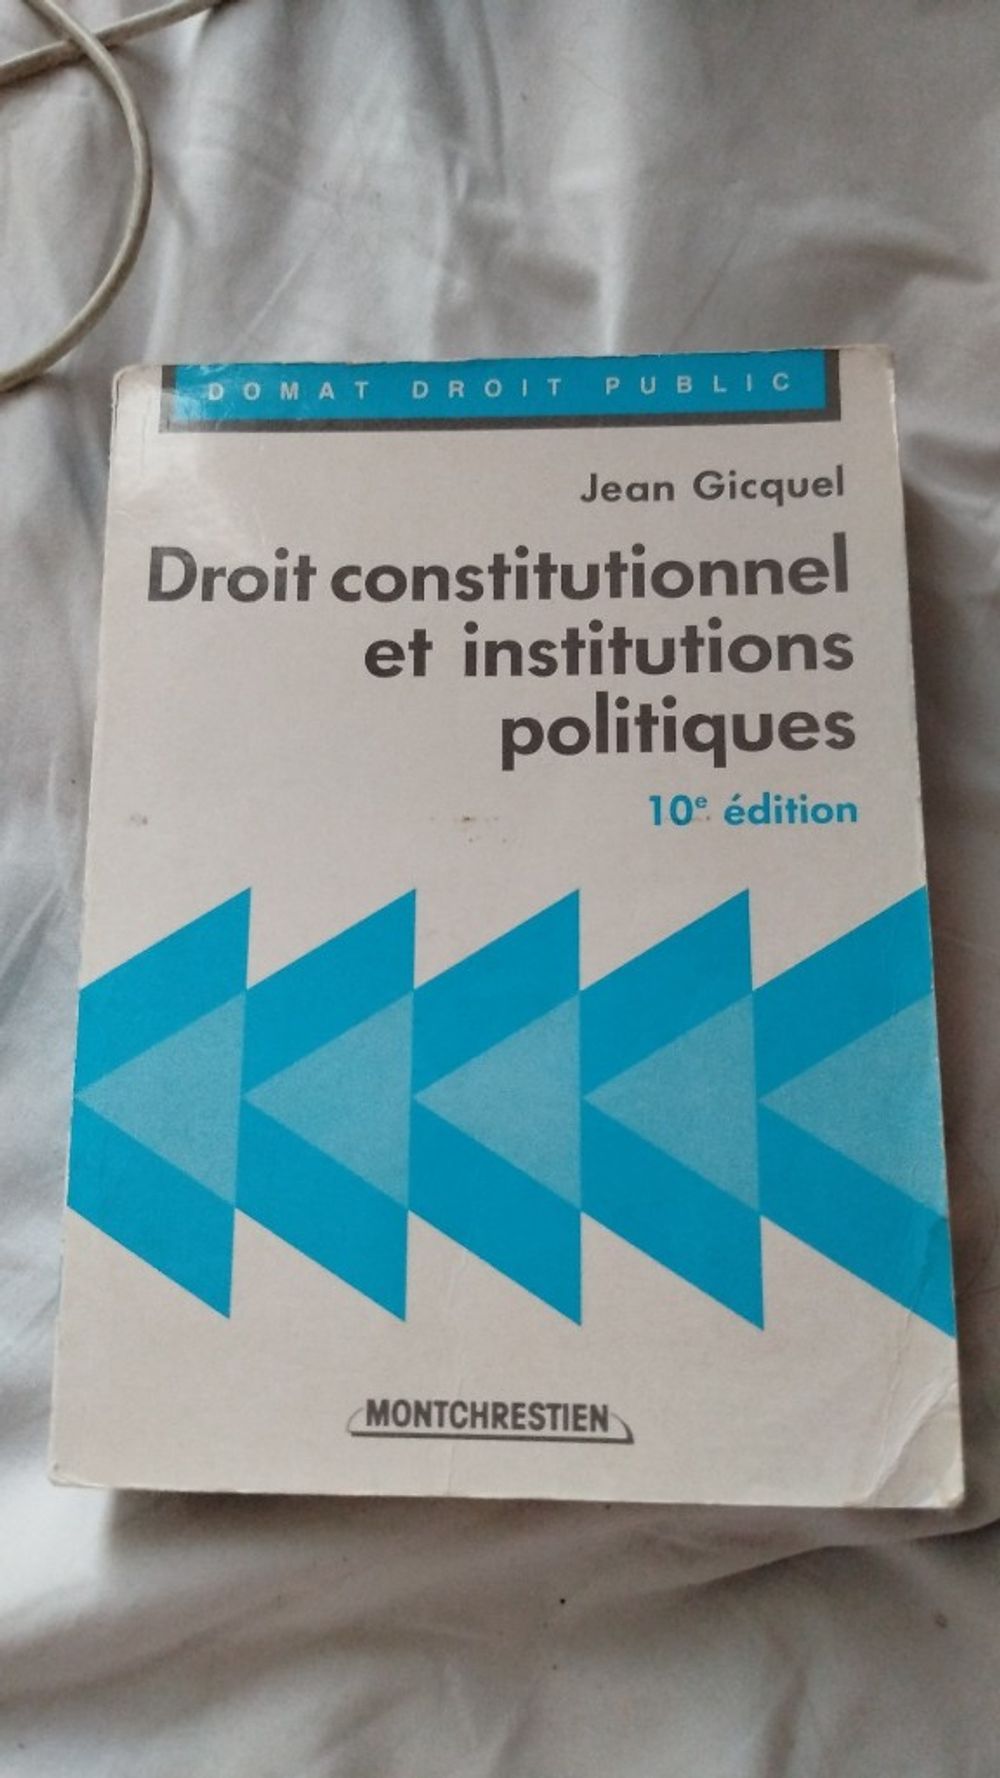 DOMAT DROIT PUBLIC
Jean Gicquel
Droit constitutionnel
et institutions
politiques
10e édition
MONTCHRESTIEN